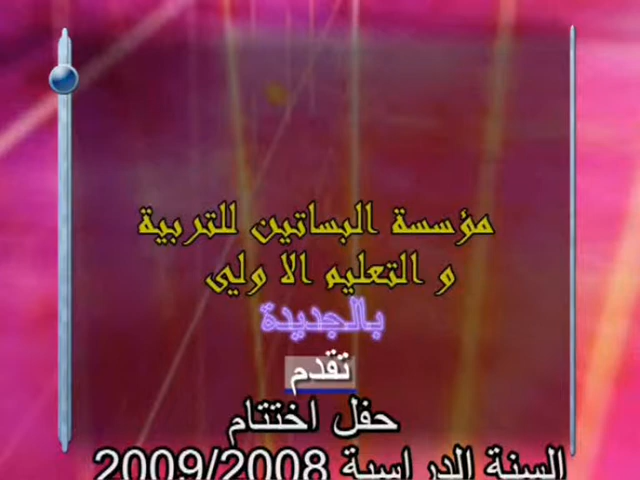 مؤسسة البساتين للتربية
و التعليم الا ولي
بالجديدة
تقدم
حفل اختتام
السنة الدراسية 2009/2008